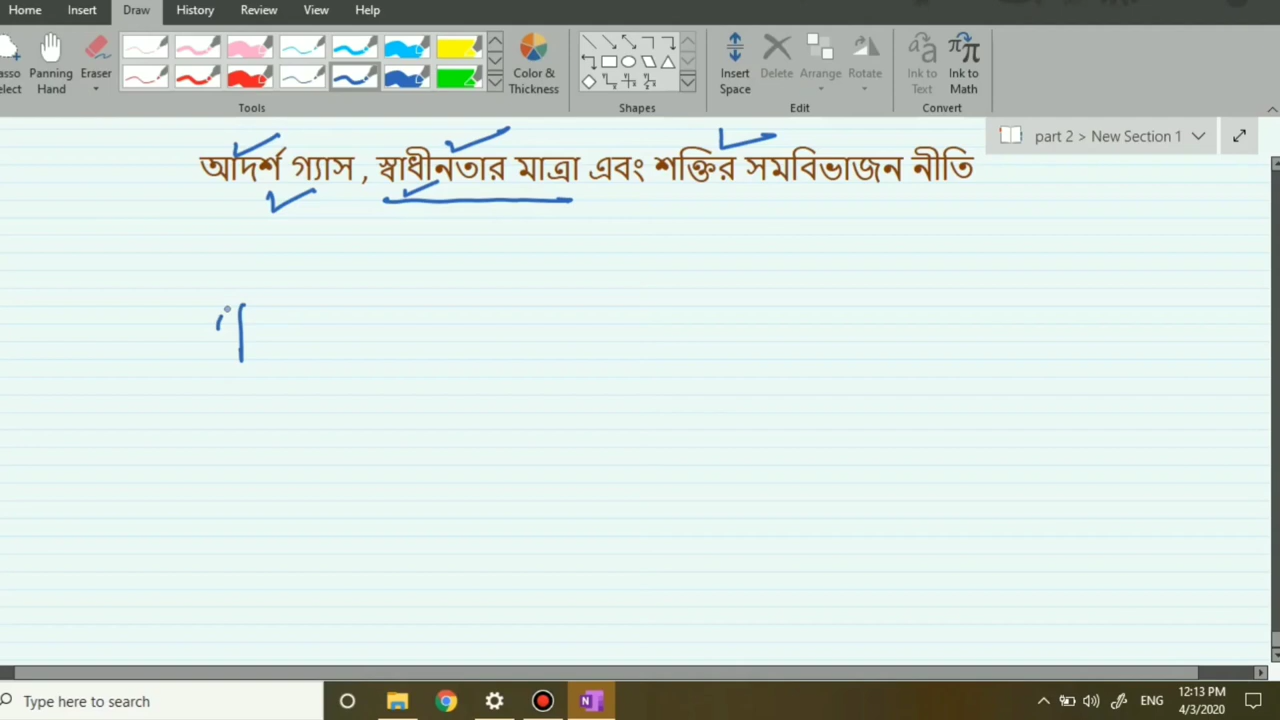 Home Insert Draw History Review View Help
asso Panning Eraser Color & Insert Delete Arrange Rotate Ink to Ink to
elect Hand Thickness Space Text Math
Tools Shapes Edit Convert
part 2 > New Section 1
আদর্শ গ্যাস , স্বাধীনতার মাত্রা এবং শক্তির সমবিভাজন নীতি
Type here to search ENG 12:13 PM
4/3/2020